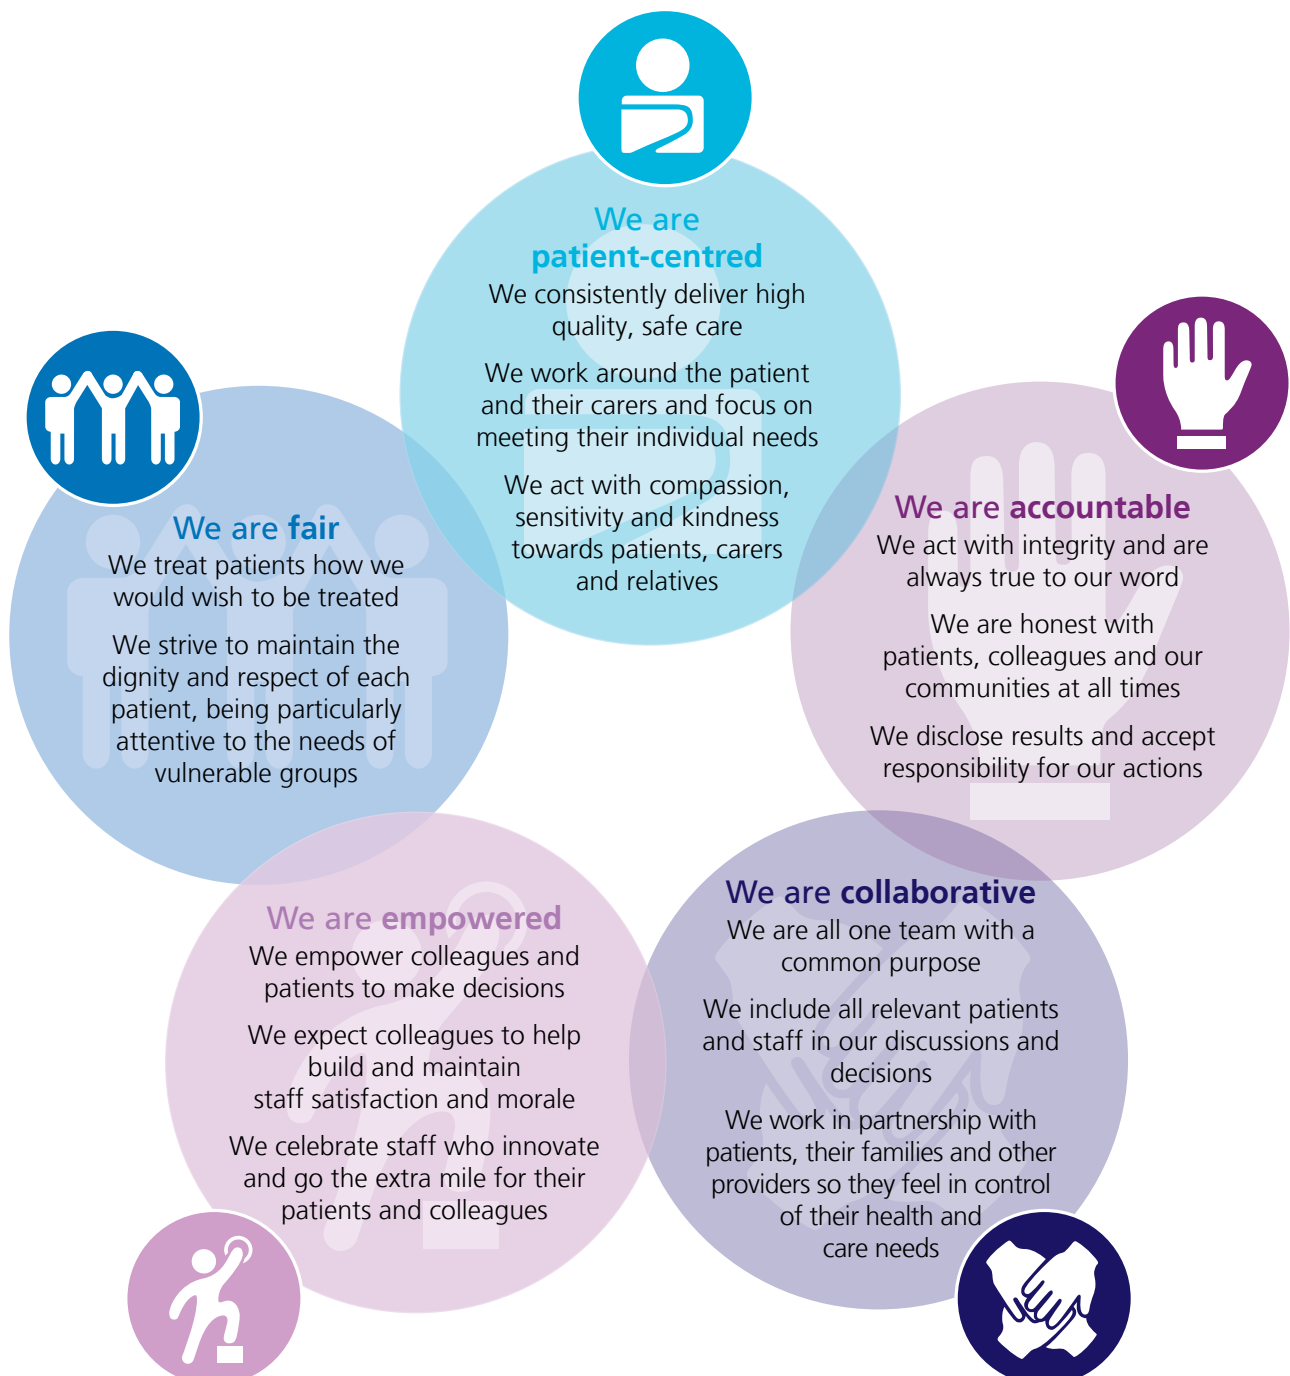 We are
patient-centred
We consistently deliver high
quality, safe care
We work around the patient
and their carers and focus on
meeting their individual needs
We act with compassion,
sensitivity and kindness
towards patients, carers
and relatives
We are fair
We treat patients how we
would wish to be treated
We strive to maintain the
dignity and respect of each
patient, being particularly
attentive to the needs of
vulnerable groups
We are accountable
We act with integrity and are
always true to our word
We are honest with
patients, colleagues and our
communities at all times
We disclose results and accept
responsibility for our actions
We are empowered
We empower colleagues and
patients to make decisions
We expect colleagues to help
build and maintain
staff satisfaction and morale
We celebrate staff who innovate
and go the extra mile for their
patients and colleagues
We are collaborative
We are all one team with a
common purpose
We include all relevant patients
and staff in our discussions and
decisions
We work in partnership with
patients, their families and other
providers so they feel in control
of their health and
care needs